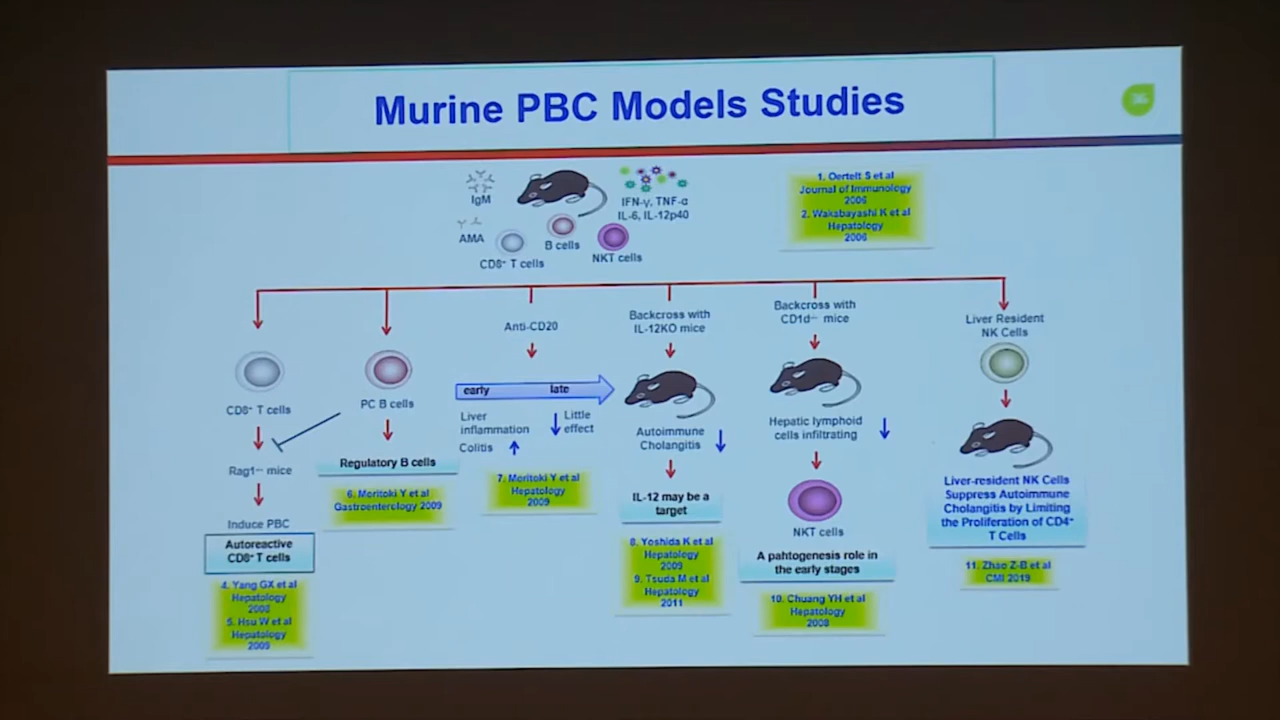 Murine PBC Models Studies
36
IgM
AMA
CD8⁺ T cells
B cells
NKT cells
IFN-γ, TNF-α
IL-6, IL-12p40
1. Oertelt S et al
Journal of Immunology
2006
2. Wakabayashi K et al
Hepatology
2006
CD8⁺ T cells
Rag1⁻/⁻ mice
Induce PBC
Autoreactive
CD8⁺ T cells
4. Yang GX et al
Hepatology
2008
5. Hsu W et al
Hepatology
2009
PC B cells
Regulatory B cells
6. Moritoki Y et al
Gastroenterology 2009
Anti-CD20
early late
Liver
inflammation
Colitis
Little
effect
7. Moritoki Y et al
Hepatology
2009
Backcross with
IL-12KO mice
Autoimmune
Cholangitis
IL-12 may be a
target
8. Yoshida K et al
Hepatology
2009
9. Tsuda M et al
Hepatology
2011
Backcross with
CD1d⁻/⁻ mice
Hepatic lymphoid
cells infiltrating
NKT cells
A pahtogenesis role in
the early stages
10. Chuang YH et al
Hepatology
2008
Liver Resident
NK Cells
Liver-resident NK Cells
Suppress Autoimmune
Cholangitis by Limiting
the Proliferation of CD4⁺
T Cells
11. Zhao Z-B et al
CMI 2019